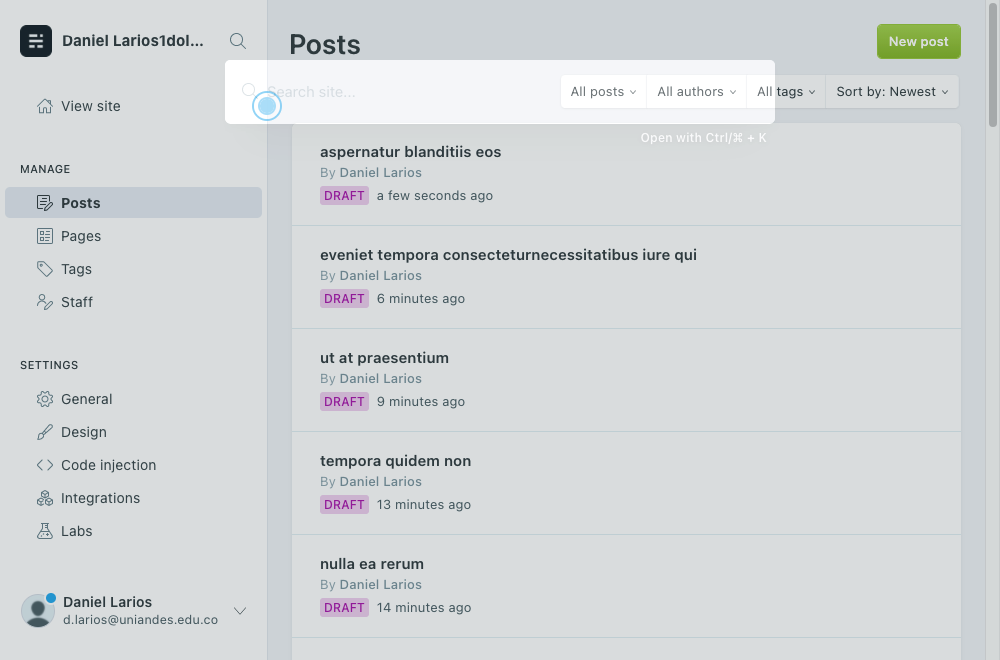 Daniel Larios1dol...
View site
MANAGE
Posts
Pages
Tags
Staff
SETTINGS
General
Design
Code injection
Integrations
Labs
Daniel Larios
d.larios@uniandes.edu.co
Posts
New post
Search site...
All posts
All authors
All tags
Sort by: Newest
Open with Ctrl/⌘ + K
aspernatur blanditiis eos
By Daniel Larios
DRAFT a few seconds ago
eveniet tempora consecteturnecessitatibus iure qui
By Daniel Larios
DRAFT 6 minutes ago
ut at praesentium
By Daniel Larios
DRAFT 9 minutes ago
tempora quidem non
By Daniel Larios
DRAFT 13 minutes ago
nulla ea rerum
By Daniel Larios
DRAFT 14 minutes ago